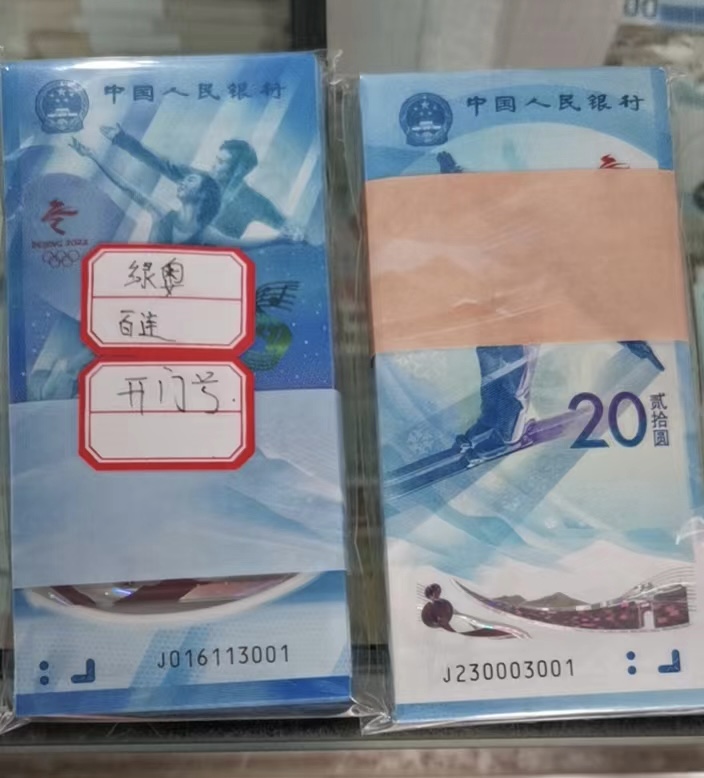 中国人民银行
BEIJING 2022
绿奥
百连
开门号.
J016113001
中国人民银行
20
贰拾圆
J230003001
00